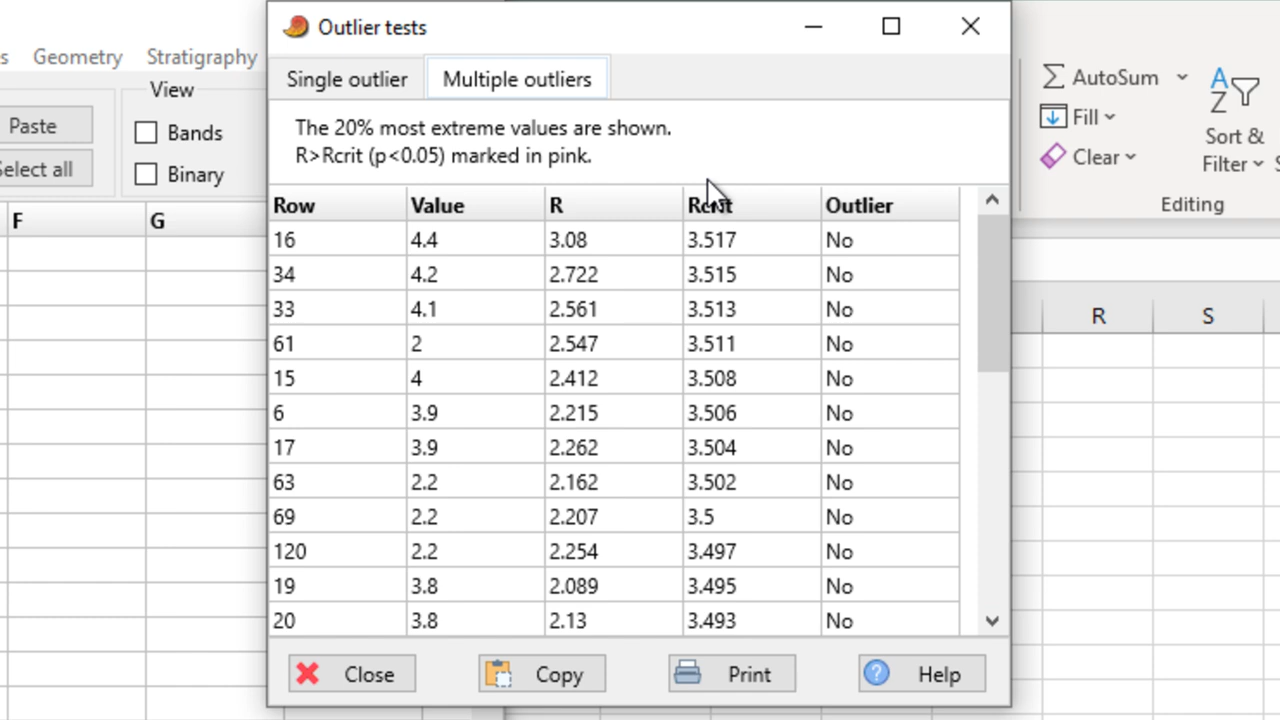 Outlier tests
s Geometry Stratigraphy
View
Single outlier Multiple outliers
AutoSum
Paste
Bands
The 20% most extreme values are shown.
Fill
Sort &
R>Rcrit (p<0.05) marked in pink.
Clear
Filter
Select all
Binary
Editing
Row Value R Rcrit Outlier
F G
16 4.4 3.08 3.517 No
34 4.2 2.722 3.515 No
33 4.1 2.561 3.513 No
R S
61 2 2.547 3.511 No
15 4 2.412 3.508 No
6 3.9 2.215 3.506 No
17 3.9 2.262 3.504 No
63 2.2 2.162 3.502 No
69 2.2 2.207 3.5 No
120 2.2 2.254 3.497 No
19 3.8 2.089 3.495 No
20 3.8 2.13 3.493 No
Close Copy Print Help